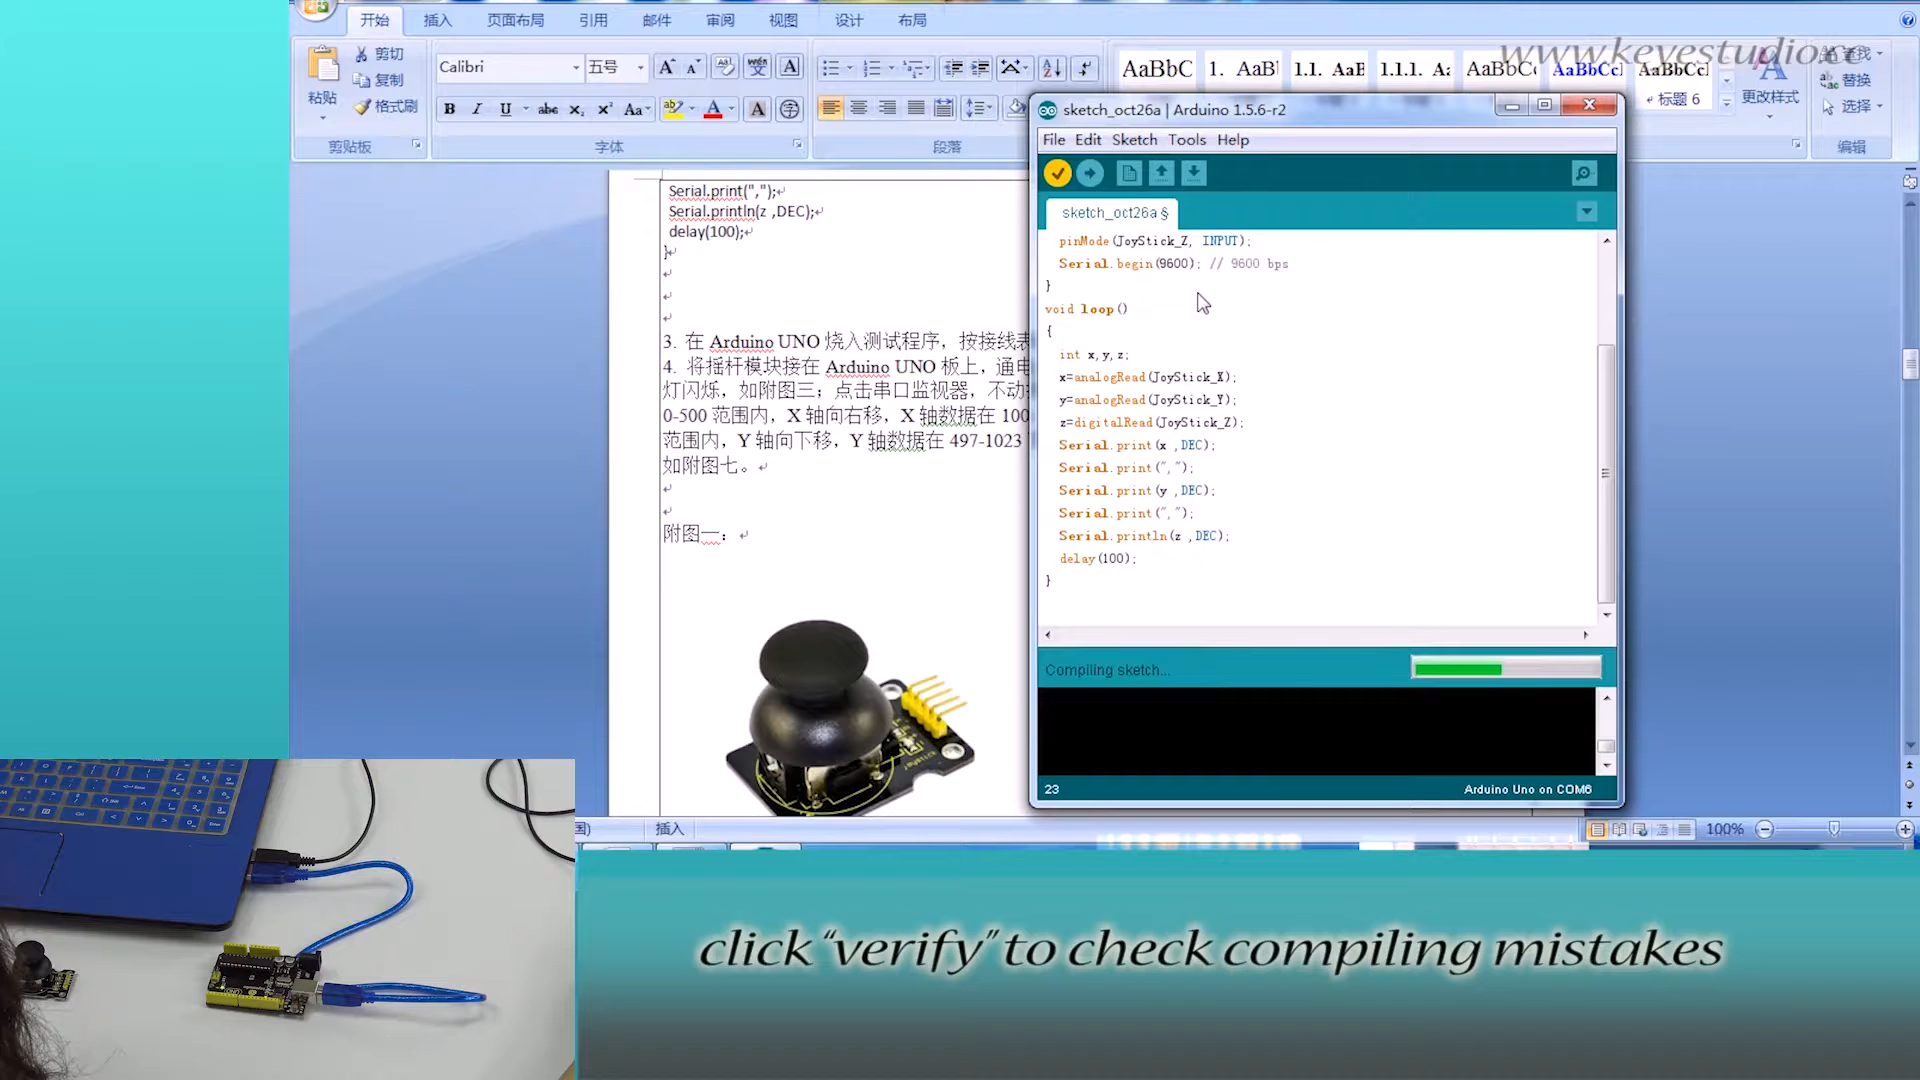 开始 插入 页面布局 引用 邮件 审阅 视图 设计 布局
www.keyestudio.cc
剪切
复制
格式刷
粘贴
剪贴板
Calibri 五号
字体
段落
AaBbC 1. AaBl 1.1. AaE 1.1.1. Aa AaBbC AaBbCc AaBbCc
标题 6
更改样式
替换
选择
编辑
Serial.print(",");
Serial.println(z ,DEC);
delay(100);
}
3. 在 Arduino UNO 烧入测试程序，按接线表
4. 将摇杆模块接在 Arduino UNO 板上，通电
灯闪烁，如附图三；点击串口监视器，不动
0-500 范围内，X 轴向右移，X 轴数据在 100
范围内，Y 轴向下移，Y 轴数据在 497-1023
如附图七。
附图一：
sketch_oct26a | Arduino 1.5.6-r2
File Edit Sketch Tools Help
sketch_oct26a §
pinMode(JoyStick_Z, INPUT);
Serial.begin(9600); // 9600 bps
}
void loop()
{
int x,y,z;
x=analogRead(JoyStick_X);
y=analogRead(JoyStick_Y);
z=digitalRead(JoyStick_Z);
Serial.print(x ,DEC);
Serial.print(",");
Serial.print(y ,DEC);
Serial.print(",");
Serial.println(z ,DEC);
delay(100);
}
Compiling sketch...
23
Arduino Uno on COM6
插入
100%
click “verify” to check compiling mistakes